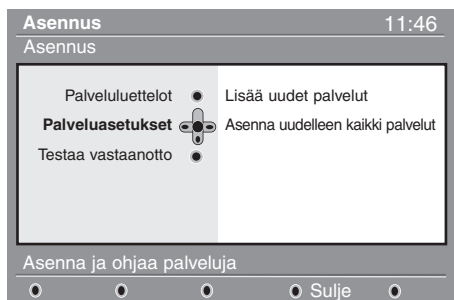 Asennus 11:46
Asennus
Palveluluettelot Lisää uudet palvelut
Palveluasetukset Asenna uudelleen kaikki palvelut
Testaa vastaanotto
Asenna ja ohjaa palveluja
Sulje